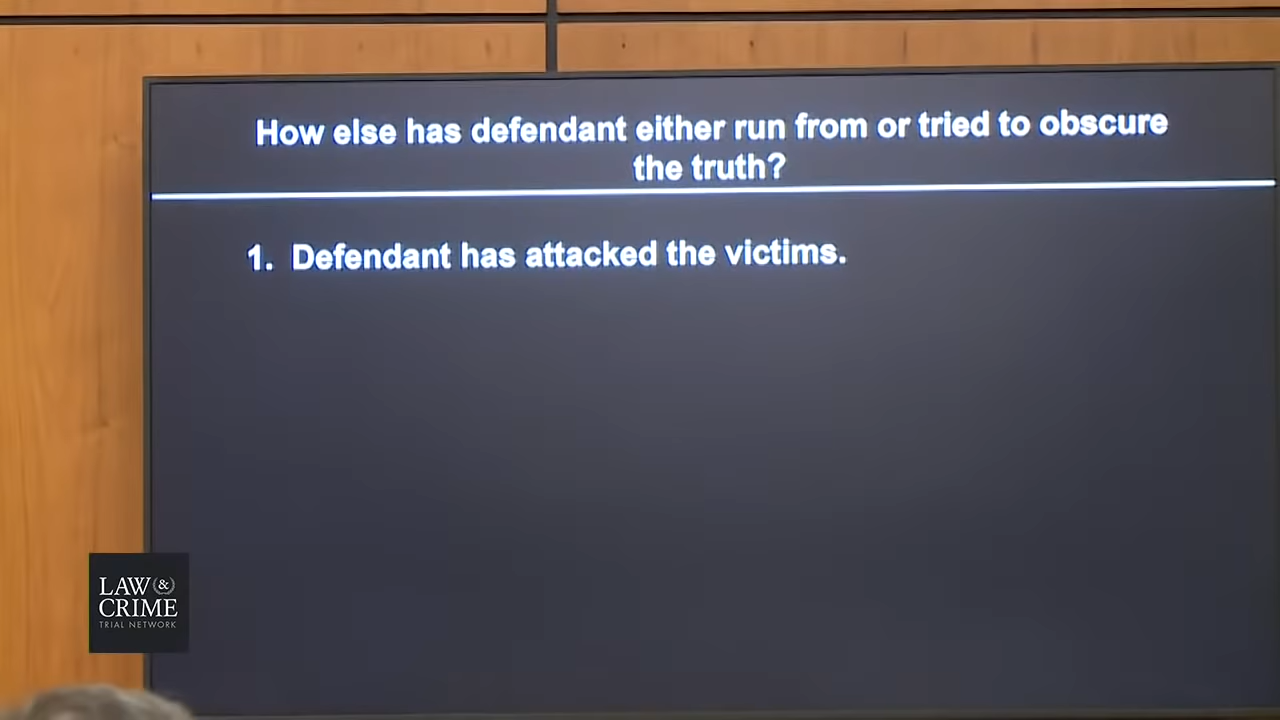 How else has defendant either run from or tried to obscure
the truth?
1. Defendant has attacked the victims.
LAW &
CRIME
TRIAL NETWORK